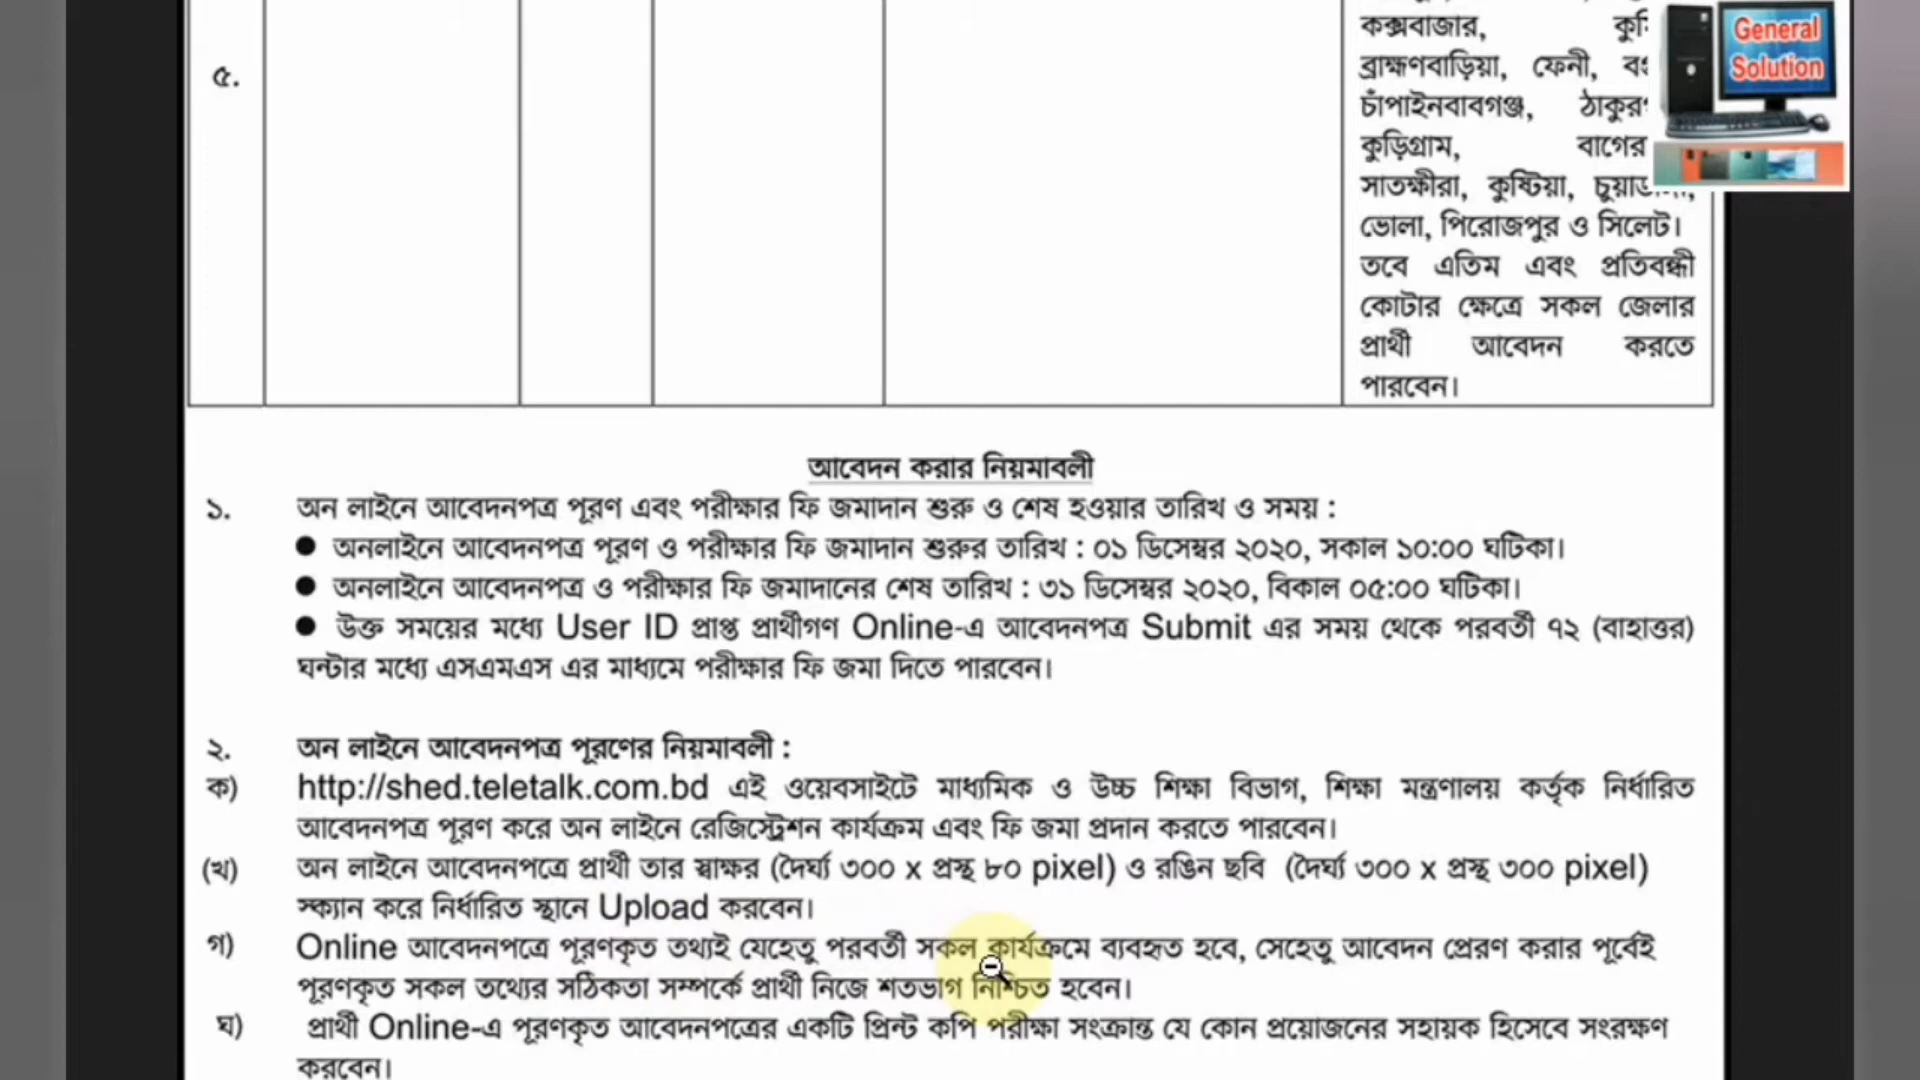 কক্সবাজার,
ব্রাহ্মণবাড়িয়া, ফেনী,
চাঁপাইনবাবগঞ্জ,
কুড়িগ্রাম,
সাতক্ষীরা, কুষ্টিয়া,
ভোলা, পিরোজপুর ও সিলেট।
তবে এতিম এবং প্রতিবন্ধী
কোটার ক্ষেত্রে সকল জেলার
প্রার্থী আবেদন করতে
পারবেন।
৫.
General
Solution
আবেদন করার নিয়মাবলী
১. অন লাইনে আবেদনপত্র পূরণ এবং পরীক্ষার ফি জমাদান শুরু ও শেষ হওয়ার তারিখ ও সময় :
● অনলাইনে আবেদনপত্র পূরণ ও পরীক্ষার ফি জমাদান শুরুর তারিখ : ০১ ডিসেম্বর ২০২০, সকাল ১০:০০ ঘটিকা।
● অনলাইনে আবেদনপত্র ও পরীক্ষার ফি জমাদানের শেষ তারিখ : ৩১ ডিসেম্বর ২০২০, বিকাল ০৫:০০ ঘটিকা।
● উক্ত সময়ের মধ্যে User ID প্রাপ্ত প্রার্থীগণ Online-এ আবেদনপত্র Submit এর সময় থেকে পরবর্তী ৭২ (বাহাত্তর)
ঘন্টার মধ্যে এসএমএস এর মাধ্যমে পরীক্ষার ফি জমা দিতে পারবেন।
২. অন লাইনে আবেদনপত্র পূরণের নিয়মাবলী :
ক) http://shed.teletalk.com.bd এই ওয়েবসাইটে মাধ্যমিক ও উচ্চ শিক্ষা বিভাগ, শিক্ষা মন্ত্রণালয় কর্তৃক নির্ধারিত
আবেদনপত্র পূরণ করে অন লাইনে রেজিস্ট্রেশন কার্যক্রম এবং ফি জমা প্রদান করতে পারবেন।
(খ) অন লাইনে আবেদনপত্রে প্রার্থী তার স্বাক্ষর (দৈর্ঘ্য ৩০০ x প্রস্থ ৮০ pixel) ও রঙিন ছবি (দৈর্ঘ্য ৩০০ x প্রস্থ ৩০০ pixel)
স্ক্যান করে নির্ধারিত স্থানে Upload করবেন।
গ) Online আবেদনপত্রে পূরণকৃত তথ্যই যেহেতু পরবর্তী সকল কার্যক্রমে ব্যবহৃত হবে, সেহেতু আবেদন প্রেরণ করার পূর্বেই
পূরণকৃত সকল তথ্যের সঠিকতা সম্পর্কে প্রার্থী নিজে শতভাগ নিশ্চিত হবেন।
ঘ) প্রার্থী Online-এ পূরণকৃত আবেদনপত্রের একটি প্রিন্ট কপি পরীক্ষা সংক্রান্ত যে কোন প্রয়োজনের সহায়ক হিসেবে সংরক্ষণ
করবেন।